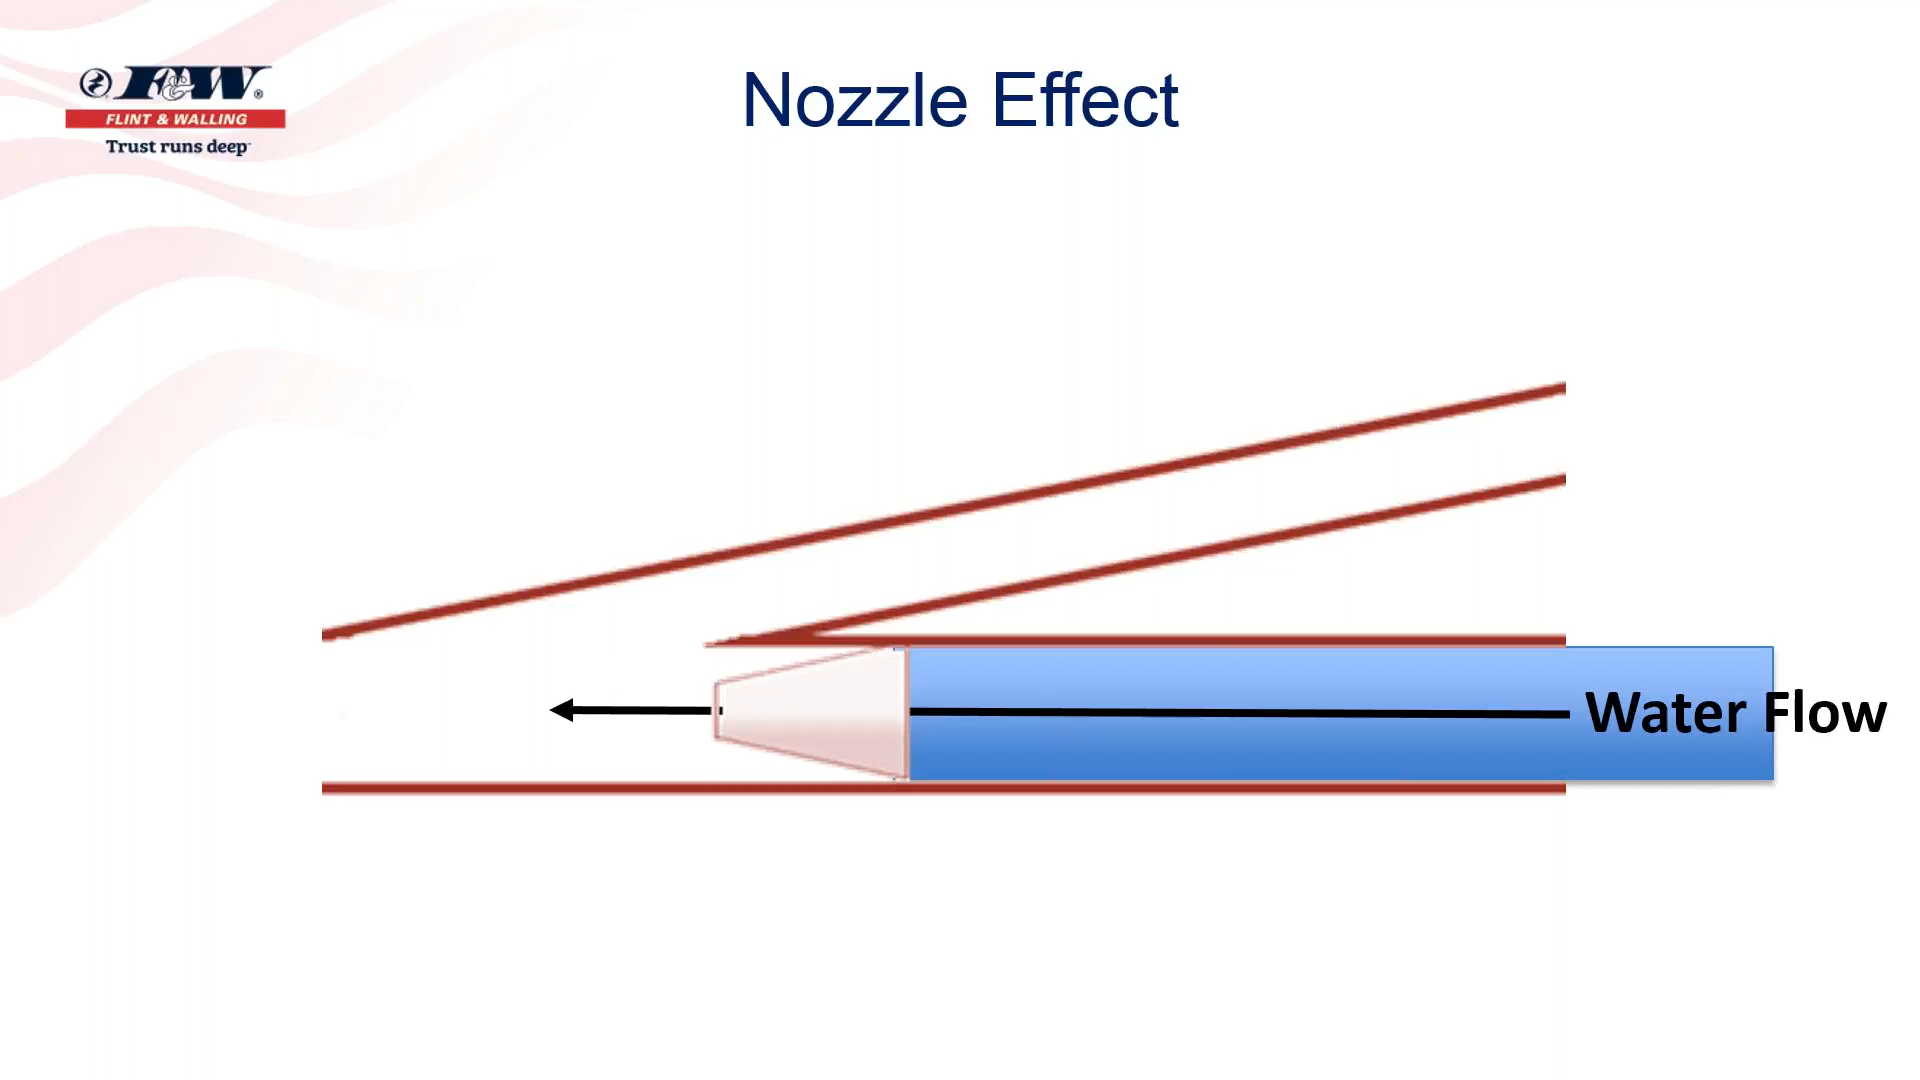 F&W®
FLINT & WALLING
Trust runs deep
Nozzle Effect
Water Flow